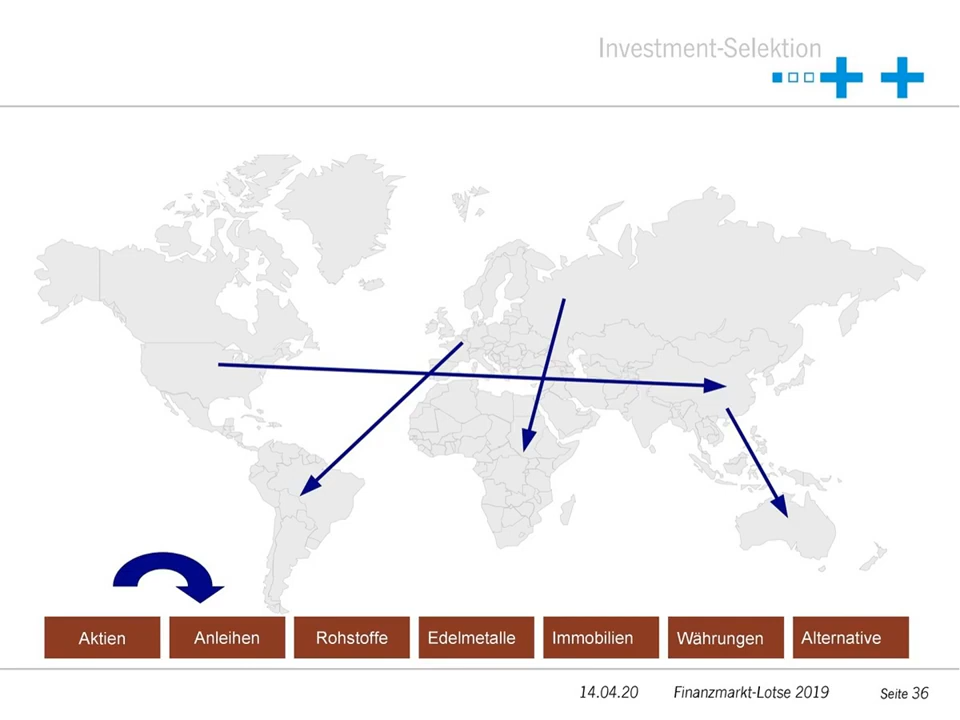 Investment-Selektion
Aktien
Anleihen
Rohstoffe
Edelmetalle
Immobilien
Währungen
Alternative
14.04.20
Finanzmarkt-Lotse 2019
Seite 36